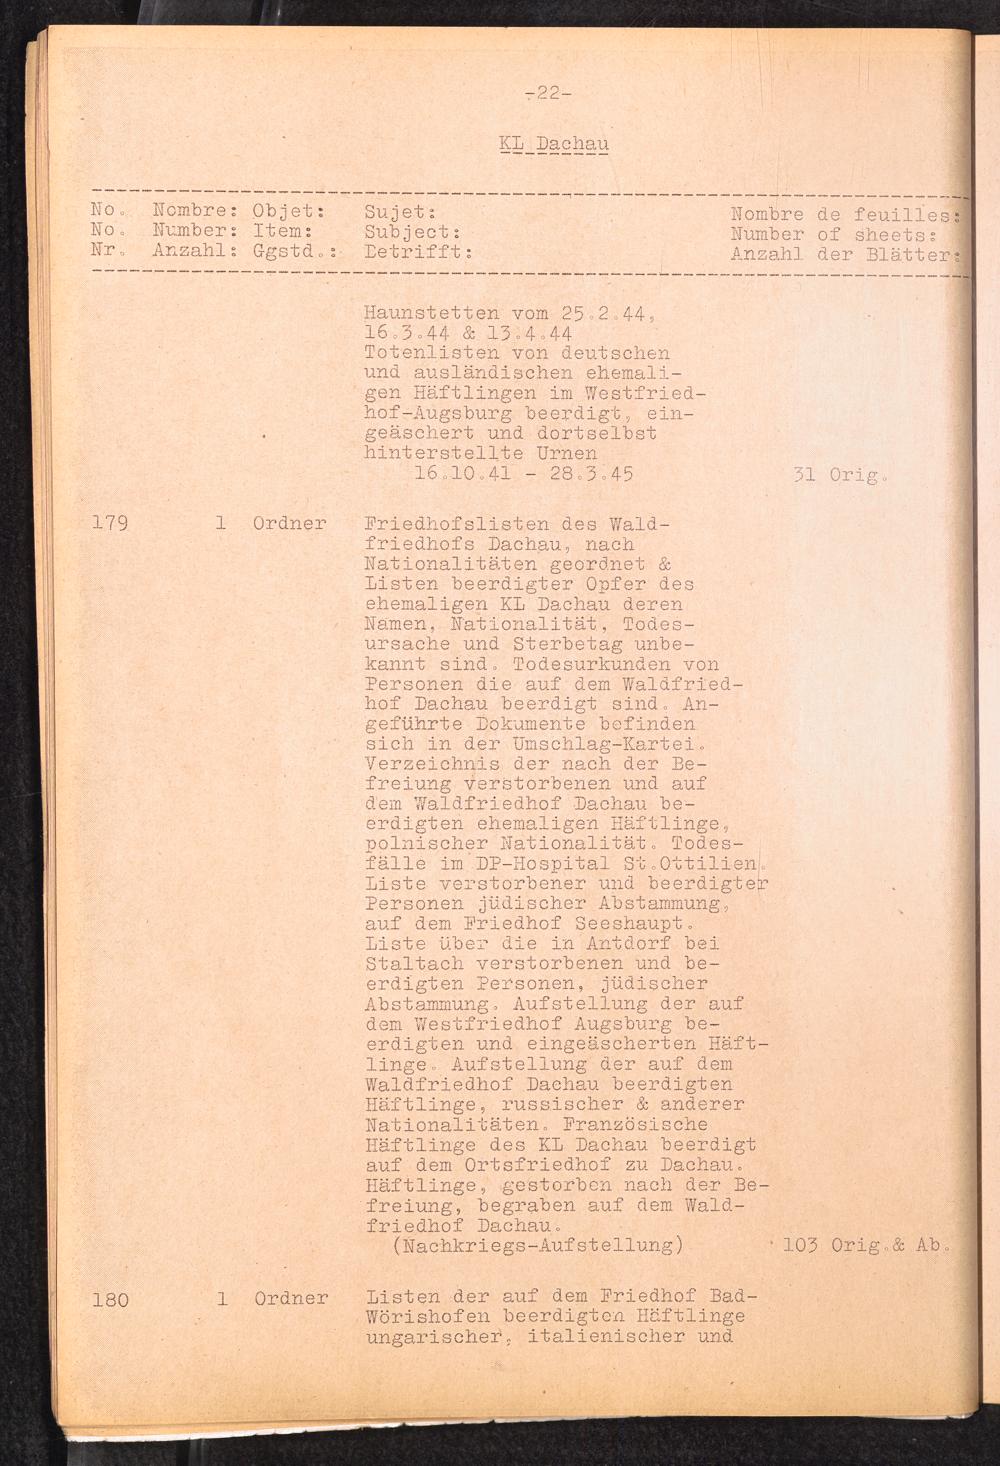 -22-
KL Dachau
No. Nombre: Objet: Sujet: Nombre de feuilles:
No. Number: Item: Subject: Number of sheets:
Nr. Anzahl: Ggstd.: Betrifft: Anzahl der Blätter:
Haunstetten vom 25.2.44,
16.3.44 & 13.4.44
Totenlisten von deutschen
und ausländischen ehemali-
gen Häftlingen im Westfried-
hof-Augsburg beerdigt, ein-
geäschert und dortselbst
hinterstellte Urnen
16.10.41 - 28.3.45 31 Orig.
179 1 Ordner Friedhofslisten des Wald-
friedhofs Dachau, nach
Nationalitäten geordnet &
Listen beerdigter Opfer des
ehemaligen KL Dachau deren
Namen, Nationalität, Todes-
ursache und Sterbetag unbe-
kannt sind. Todesurkunden von
Personen die auf dem Waldfried-
hof Dachau beerdigt sind. An-
geführte Dokumente befinden
sich in der Umschlag-Kartei.
Verzeichnis der nach der Be-
freiung verstorbenen und auf
dem Waldfriedhof Dachau be-
erdigten ehemaligen Häftlinge,
polnischer Nationalität. Todes-
fälle im DP-Hospital St.Ottilien.
Liste verstorbener und beerdigter
Personen jüdischer Abstammung,
auf dem Friedhof Seeshaupt.
Liste über die in Antdorf bei
Staltach verstorbenen und be-
erdigten Personen, jüdischer
Abstammung. Aufstellung der auf
dem Westfriedhof Augsburg be-
erdigten und eingeäscherten Häft-
linge. Aufstellung der auf dem
Waldfriedhof Dachau beerdigten
Häftlinge, russischer & anderer
Nationalitäten. Französische
Häftlinge des KL Dachau beerdigt
auf dem Ortsfriedhof zu Dachau.
Häftlinge, gestorben nach der Be-
freiung, begraben auf dem Wald-
friedhof Dachau.
(Nachkriegs-Aufstellung) 103 Orig.& Ab.
180 1 Ordner Listen der auf dem Friedhof Bad-
Wörishofen beerdigten Häftlinge
ungarischer, italienischer und